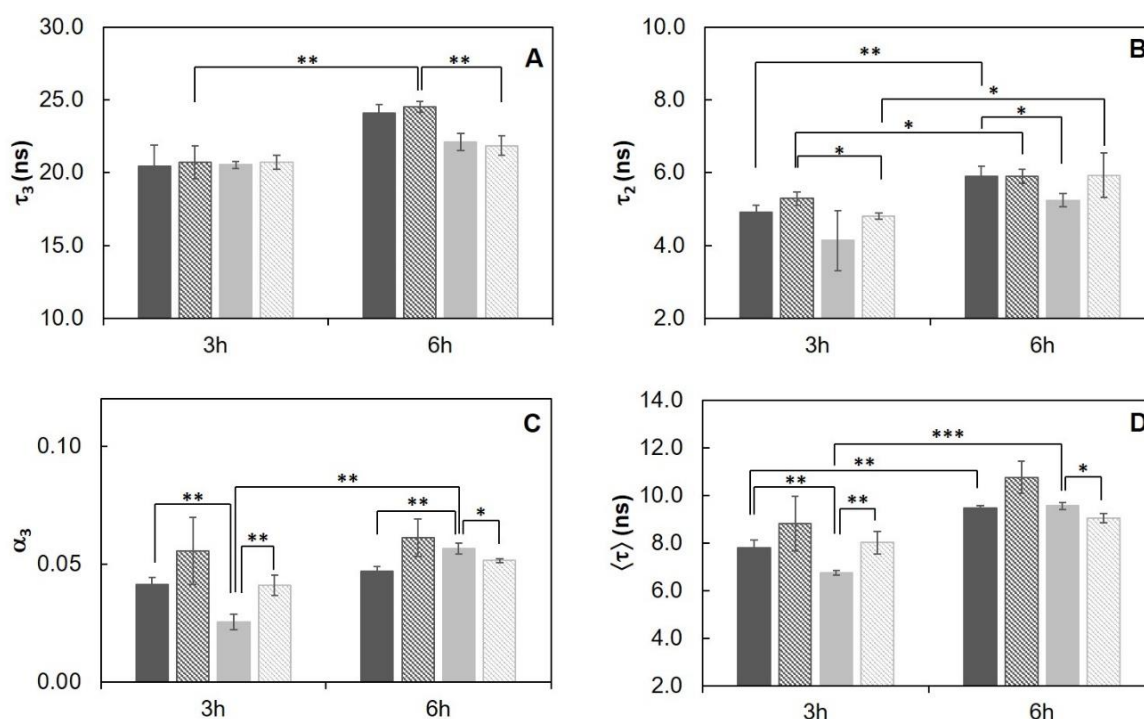 A
τ3 (ns)
30.0
25.0
20.0
15.0
10.0
** **
3h 6h
B
τ2 (ns)
10.0
8.0
6.0
4.0
2.0
**
*
* *
*
3h 6h
C
α3
0.10
0.05
0.00
**
** ** *
**
3h 6h
D
⟨τ⟩ (ns)
14.0
12.0
10.0
8.0
6.0
4.0
2.0
***
** *
** **
3h 6h